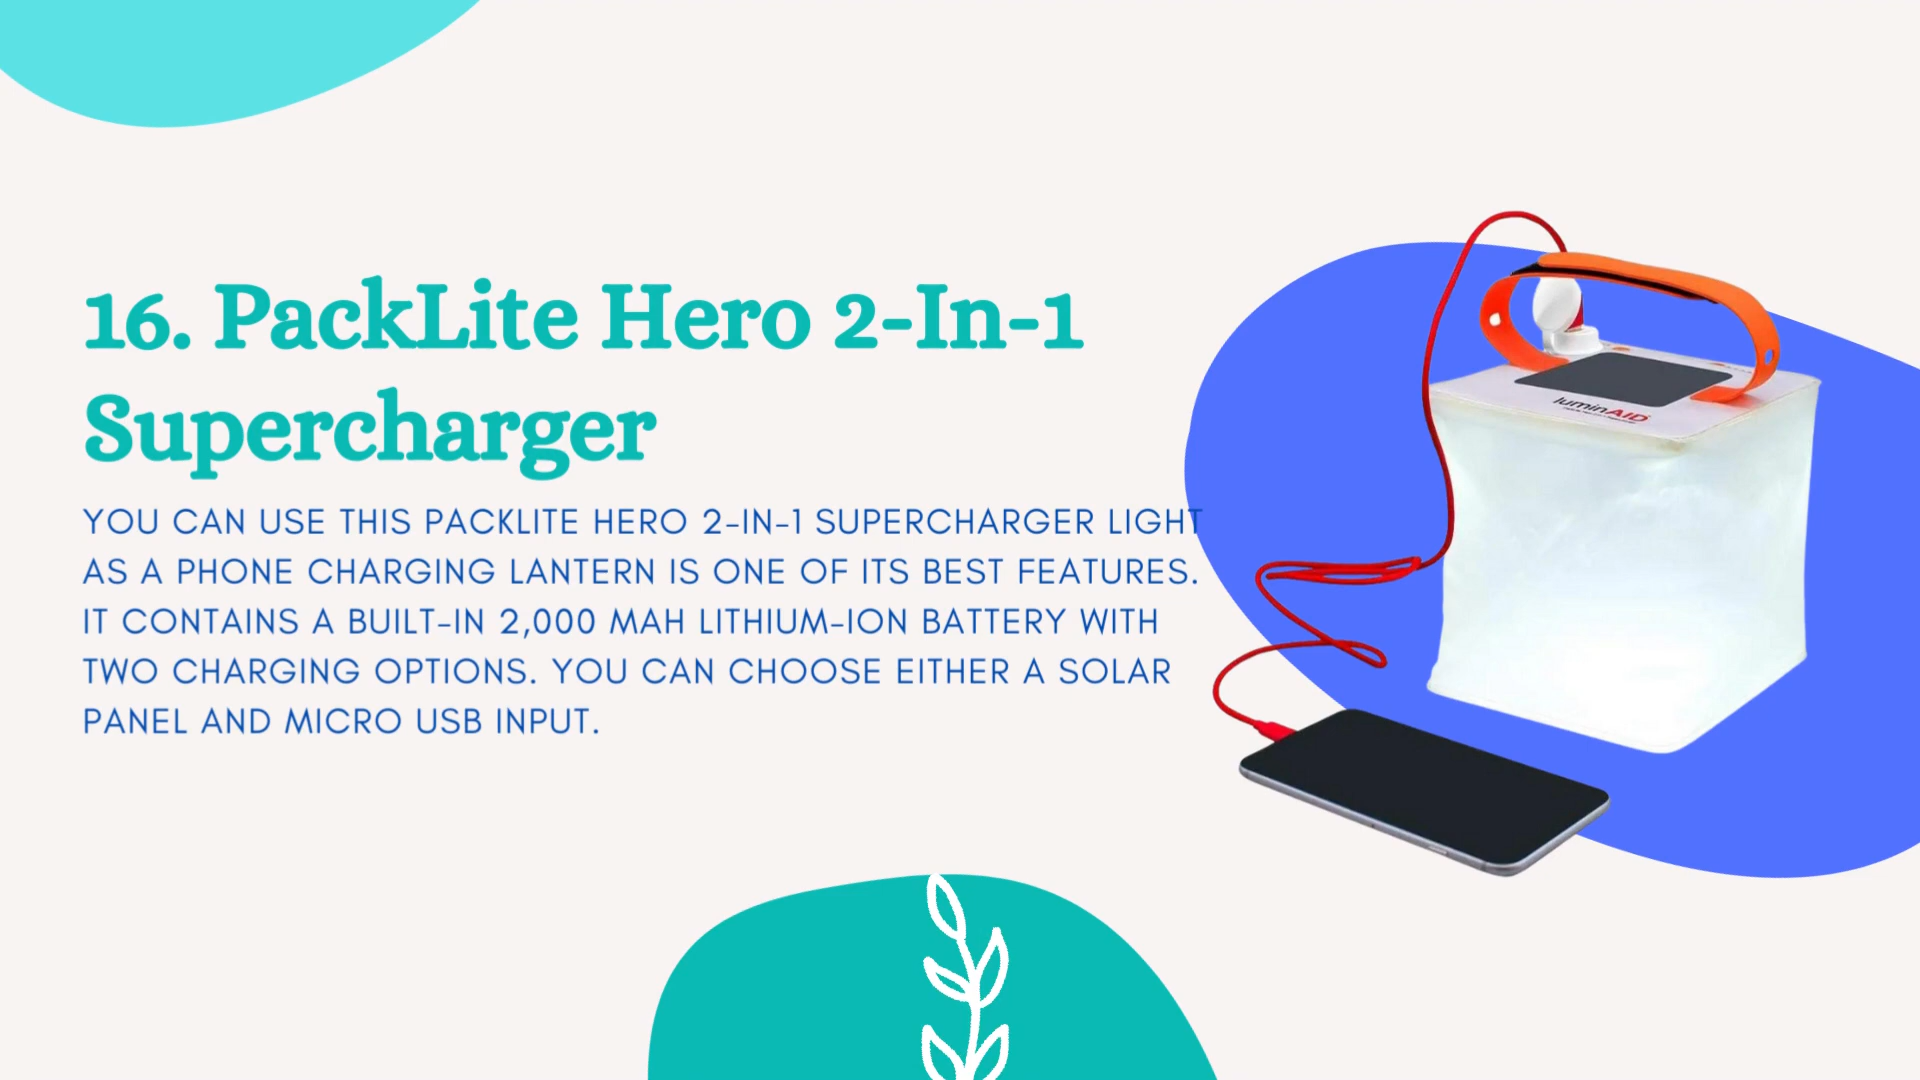 16. PackLite Hero 2-In-1
Supercharger
YOU CAN USE THIS PACKLITE HERO 2-IN-1 SUPERCHARGER LIGHT
AS A PHONE CHARGING LANTERN IS ONE OF ITS BEST FEATURES.
IT CONTAINS A BUILT-IN 2,000 MAH LITHIUM-ION BATTERY WITH
TWO CHARGING OPTIONS. YOU CAN CHOOSE EITHER A SOLAR
PANEL AND MICRO USB INPUT.
luminAID